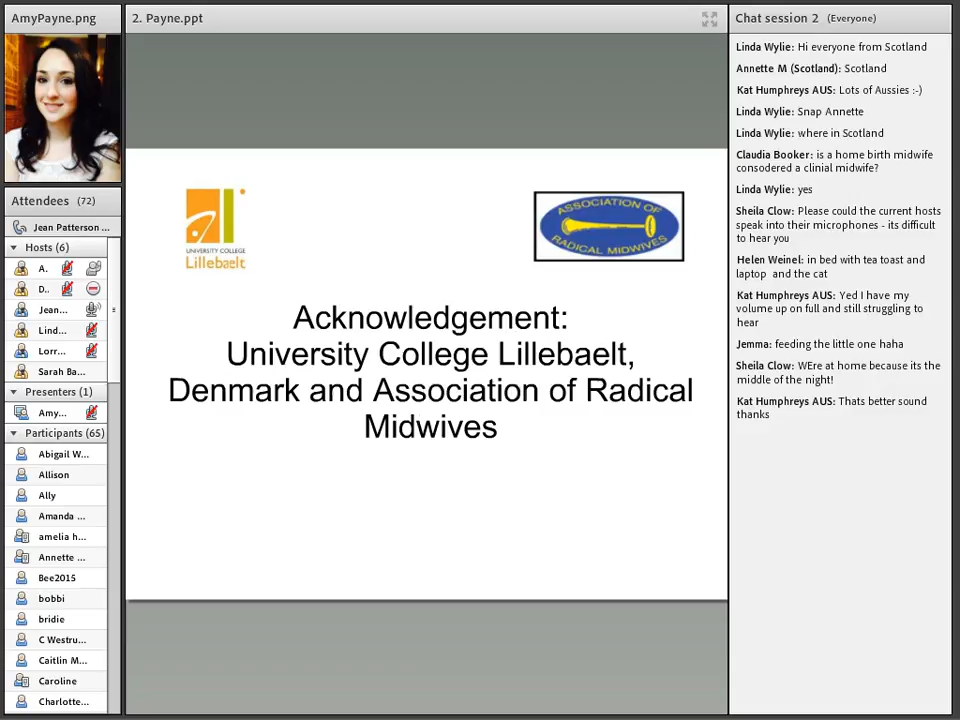 AmyPayne.png
Attendees (72)
Jean Patterson ...
Hosts (6)
A.
D..
Jean...
Lind...
Lorr...
Sarah Ba...
Presenters (1)
Amy...
Participants (65)
Abigail W...
Allison
Ally
Amanda ...
amelia h...
Annette ...
Bee2015
bobbi
bridie
C Westru...
Caitlin M...
Caroline
Charlotte...
2. Payne.ppt
UNIVERSITY COLLEGE
Lillebaelt
ASSOCIATION OF
RADICAL MIDWIVES
Acknowledgement:
University College Lillebaelt,
Denmark and Association of Radical
Midwives
Chat session 2 (Everyone)
Linda Wylie: Hi everyone from Scotland
Annette M (Scotland): Scotland
Kat Humphreys AUS: Lots of Aussies :-)
Linda Wylie: Snap Annette
Linda Wylie: where in Scotland
Claudia Booker: is a home birth midwife
consodered a clinial midwife?
Linda Wylie: yes
Sheila Clow: Please could the current hosts
speak into their microphones - its difficult
to hear you
Helen Weinel: in bed with tea toast and
laptop and the cat
Kat Humphreys AUS: Yed I have my
volume up on full and still struggling to
hear
Jemma: feeding the little one haha
Sheila Clow: WEre at home because its the
middle of the night!
Kat Humphreys AUS: Thats better sound
thanks